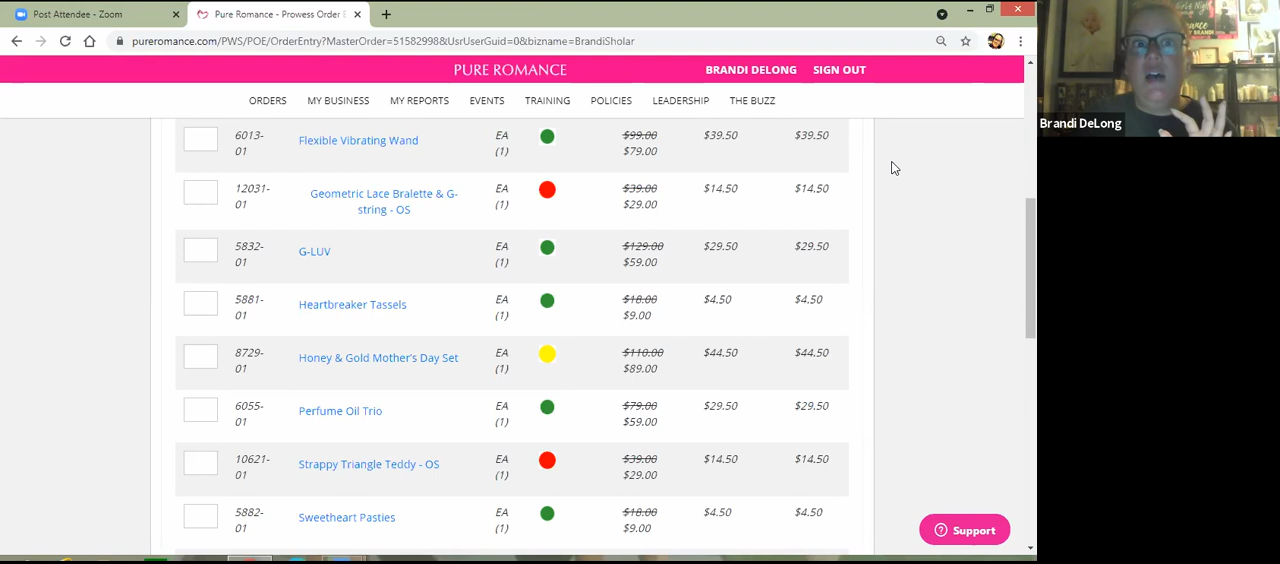 Post Attendee - Zoom
Pure Romance - Prowess Order E
pureromance.com/PWS/POE/OrderEntry?MasterOrder=51582998&UsrUserGuid=0&bizname=BrandiSholar
PURE ROMANCE
BRANDI DELONG
SIGN OUT
ORDERS
MY BUSINESS
MY REPORTS
EVENTS
TRAINING
POLICIES
LEADERSHIP
THE BUZZ
6013-
01
Flexible Vibrating Wand
EA
(1)
$99.00
$79.00
$39.50
$39.50
12031-
01
Geometric Lace Bralette & G-
string - OS
EA
(1)
$39.00
$29.00
$14.50
$14.50
5832-
01
G-LUV
EA
(1)
$129.00
$59.00
$29.50
$29.50
5881-
01
Heartbreaker Tassels
EA
(1)
$18.00
$9.00
$4.50
$4.50
8729-
01
Honey & Gold Mother's Day Set
EA
(1)
$110.00
$89.00
$44.50
$44.50
6055-
01
Perfume Oil Trio
EA
(1)
$79.00
$59.00
$29.50
$29.50
10621-
01
Strappy Triangle Teddy - OS
EA
(1)
$39.00
$29.00
$14.50
$14.50
5882-
01
Sweetheart Pasties
EA
(1)
$18.00
$9.00
$4.50
$4.50
Support
Brandi DeLong